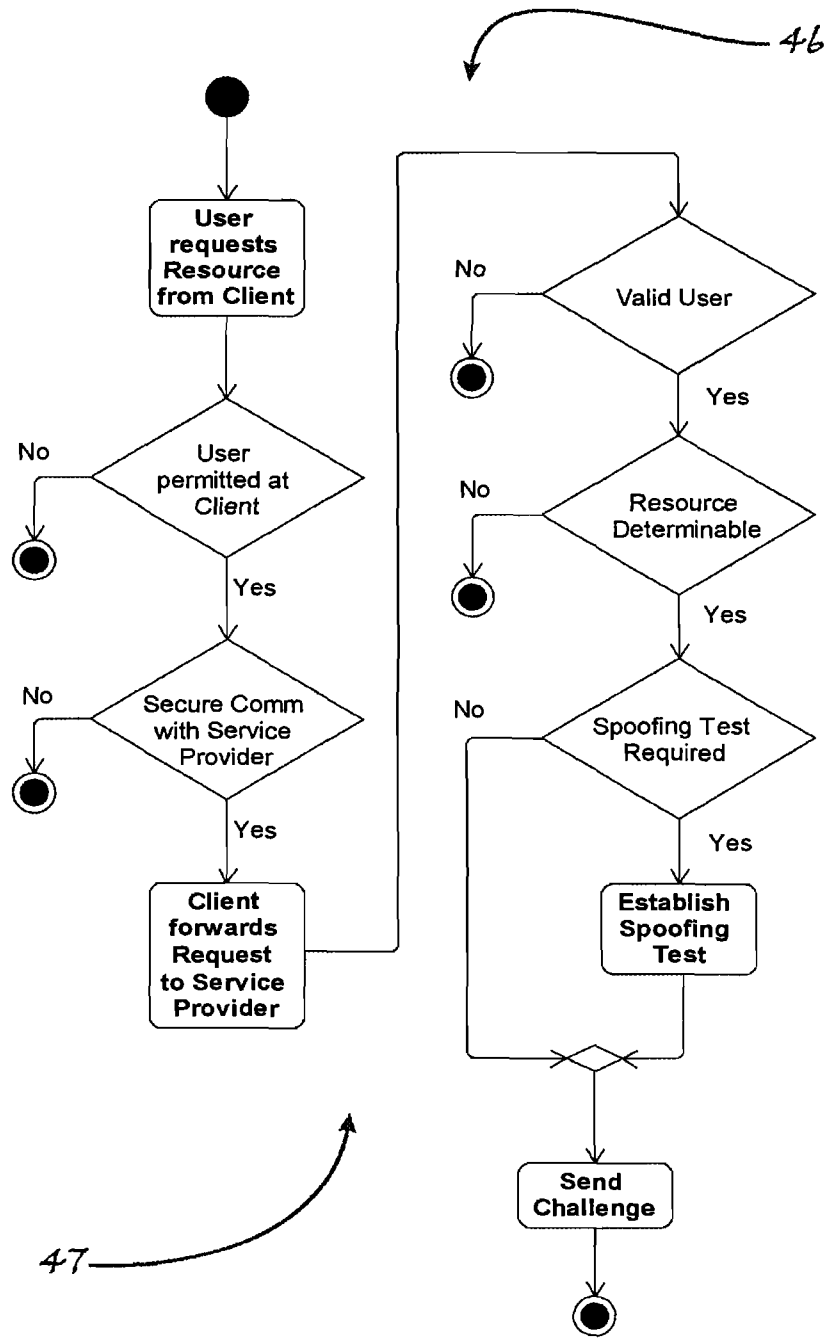 46
User
requests
Resource
from Client
No
User
permitted at
Client
Yes
No
Secure Comm
with Service
Provider
Yes
Client
forwards
Request
to Service
Provider
No
Valid User
Yes
No
Resource
Determinable
Yes
No
Spoofing Test
Required
Yes
Establish
Spoofing
Test
Send
Challenge
47